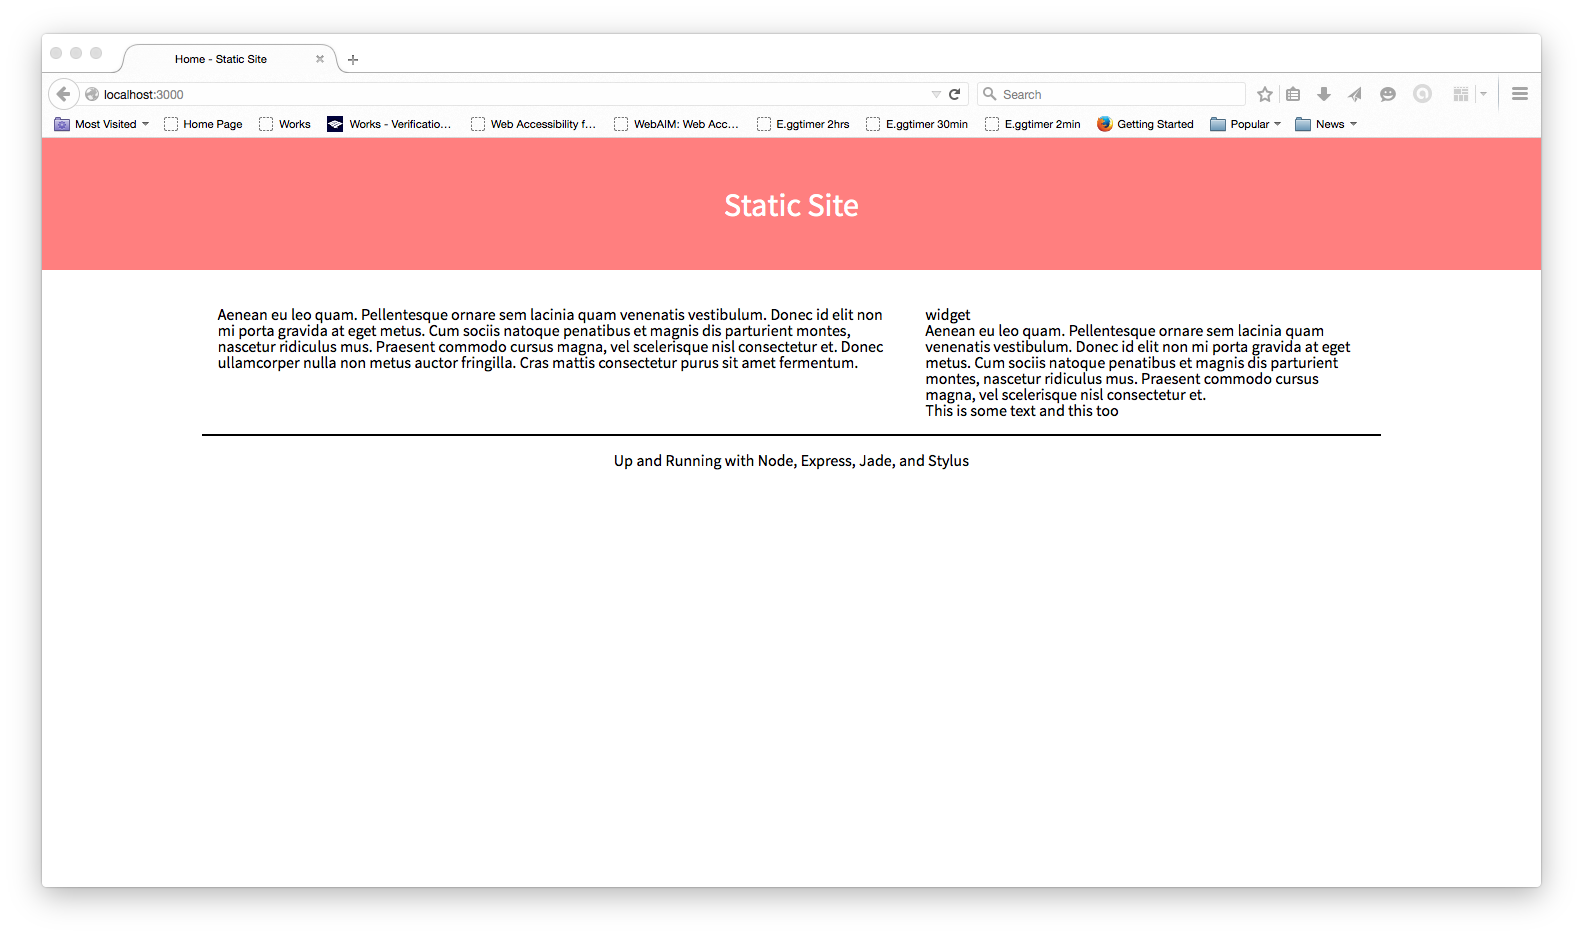 Home - Static Site
localhost:3000
Search
Most Visited
Home Page
Works
Works - Verificatio...
Web Accessibility f...
WebAIM: Web Acc...
E.ggtimer 2hrs
E.ggtimer 30min
E.ggtimer 2min
Getting Started
Popular
News
Static Site
Aenean eu leo quam. Pellentesque ornare sem lacinia quam venenatis vestibulum. Donec id elit non
mi porta gravida at eget metus. Cum sociis natoque penatibus et magnis dis parturient montes,
nascetur ridiculus mus. Praesent commodo cursus magna, vel scelerisque nisl consectetur et. Donec
ullamcorper nulla non metus auctor fringilla. Cras mattis consectetur purus sit amet fermentum.
widget
Aenean eu leo quam. Pellentesque ornare sem lacinia quam
venenatis vestibulum. Donec id elit non mi porta gravida at eget
metus. Cum sociis natoque penatibus et magnis dis parturient
montes, nascetur ridiculus mus. Praesent commodo cursus
magna, vel scelerisque nisl consectetur et.
This is some text and this too
Up and Running with Node, Express, Jade, and Stylus